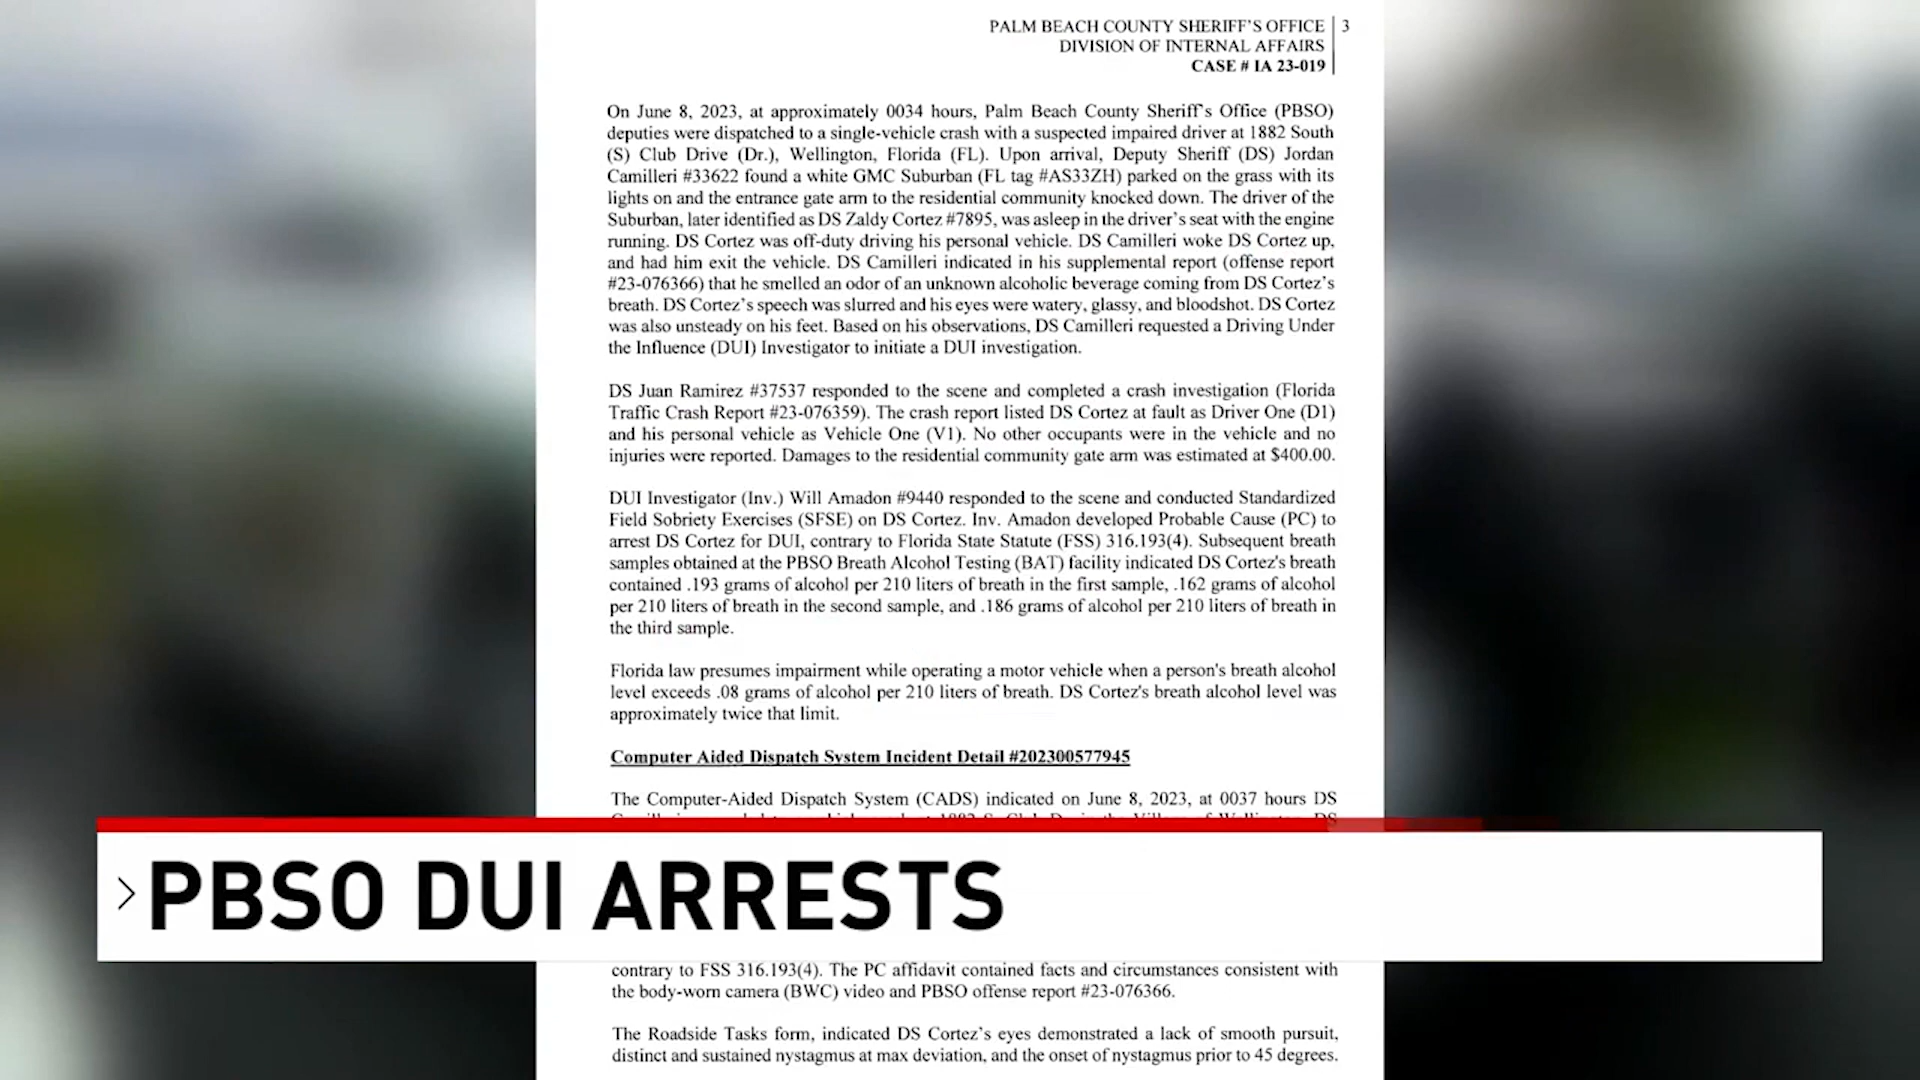 PALM BEACH COUNTY SHERIFF'S OFFICE 3
DIVISION OF INTERNAL AFFAIRS
CASE # IA 23-019
On June 8, 2023, at approximately 0034 hours, Palm Beach County Sheriff's Office (PBSO)
deputies were dispatched to a single-vehicle crash with a suspected impaired driver at 1882 South
(S) Club Drive (Dr.), Wellington, Florida (FL). Upon arrival, Deputy Sheriff (DS) Jordan
Camilleri #33622 found a white GMC Suburban (FL tag #AS33ZH) parked on the grass with its
lights on and the entrance gate arm to the residential community knocked down. The driver of the
Suburban, later identified as DS Zaldy Cortez #7895, was asleep in the driver's seat with the engine
running. DS Cortez was off-duty driving his personal vehicle. DS Camilleri woke DS Cortez up,
and had him exit the vehicle. DS Camilleri indicated in his supplemental report (offense report
#23-076366) that he smelled an odor of an unknown alcoholic beverage coming from DS Cortez's
breath. DS Cortez's speech was slurred and his eyes were watery, glassy, and bloodshot. DS Cortez
was also unsteady on his feet. Based on his observations, DS Camilleri requested a Driving Under
the Influence (DUI) Investigator to initiate a DUI investigation.
DS Juan Ramirez #37537 responded to the scene and completed a crash investigation (Florida
Traffic Crash Report #23-076359). The crash report listed DS Cortez at fault as Driver One (D1)
and his personal vehicle as Vehicle One (V1). No other occupants were in the vehicle and no
injuries were reported. Damages to the residential community gate arm was estimated at $400.00.
DUI Investigator (Inv.) Will Amadon #9440 responded to the scene and conducted Standardized
Field Sobriety Exercises (SFSE) on DS Cortez. Inv. Amadon developed Probable Cause (PC) to
arrest DS Cortez for DUI, contrary to Florida State Statute (FSS) 316.193(4). Subsequent breath
samples obtained at the PBSO Breath Alcohol Testing (BAT) facility indicated DS Cortez's breath
contained .193 grams of alcohol per 210 liters of breath in the first sample, .162 grams of alcohol
per 210 liters of breath in the second sample, and .186 grams of alcohol per 210 liters of breath in
the third sample.
Florida law presumes impairment while operating a motor vehicle when a person's breath alcohol
level exceeds .08 grams of alcohol per 210 liters of breath. DS Cortez's breath alcohol level was
approximately twice that limit.
Computer Aided Dispatch System Incident Detail #202300577945
The Computer-Aided Dispatch System (CADS) indicated on June 8, 2023, at 0037 hours DS
PBSO DUI ARRESTS
contrary to FSS 316.193(4). The PC affidavit contained facts and circumstances consistent with
the body-worn camera (BWC) video and PBSO offense report #23-076366.
The Roadside Tasks form, indicated DS Cortez's eyes demonstrated a lack of smooth pursuit,
distinct and sustained nystagmus at max deviation, and the onset of nystagmus prior to 45 degrees.